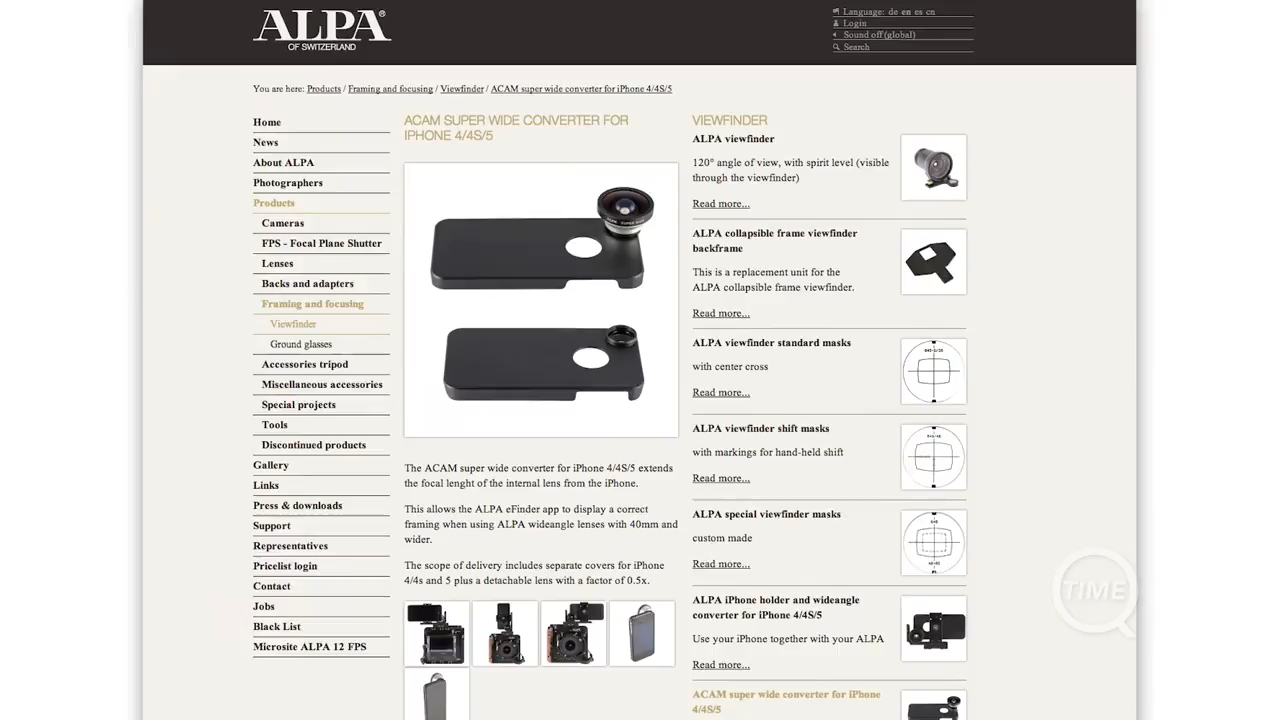 ALPA®
OF SWITZERLAND
Language: de en es cn
Login
Sound off (global)
Search
You are here: Products / Framing and focusing / Viewfinder / ACAM super wide converter for iPhone 4/4S/5
Home
News
About ALPA
Photographers
Products
Cameras
FPS - Focal Plane Shutter
Lenses
Backs and adapters
Framing and focusing
Viewfinder
Ground glasses
Accessories tripod
Miscellaneous accessories
Special projects
Tools
Discontinued products
Gallery
Links
Press & downloads
Support
Representatives
Pricelist login
Contact
Jobs
Black List
Microsite ALPA 12 FPS
ACAM SUPER WIDE CONVERTER FOR
IPHONE 4/4S/5
The ACAM super wide converter for iPhone 4/4S/5 extends
the focal lenght of the internal lens from the iPhone.
This allows the ALPA eFinder app to display a correct
framing when using ALPA wideangle lenses with 40mm and
wider.
The scope of delivery includes separate covers for iPhone
4/4s and 5 plus a detachable lens with a factor of 0.5x.
VIEWFINDER
ALPA viewfinder
120° angle of view, with spirit level (visible
through the viewfinder)
Read more...
ALPA collapsible frame viewfinder
backframe
This is a replacement unit for the
ALPA collapsible frame viewfinder.
Read more...
ALPA viewfinder standard masks
with center cross
Read more...
ALPA viewfinder shift masks
with markings for hand-held shift
Read more...
ALPA special viewfinder masks
custom made
Read more...
ALPA iPhone holder and wideangle
converter for iPhone 4/4S/5
Use your iPhone together with your ALPA
Read more...
ACAM super wide converter for iPhone
4/4S/5
TIME